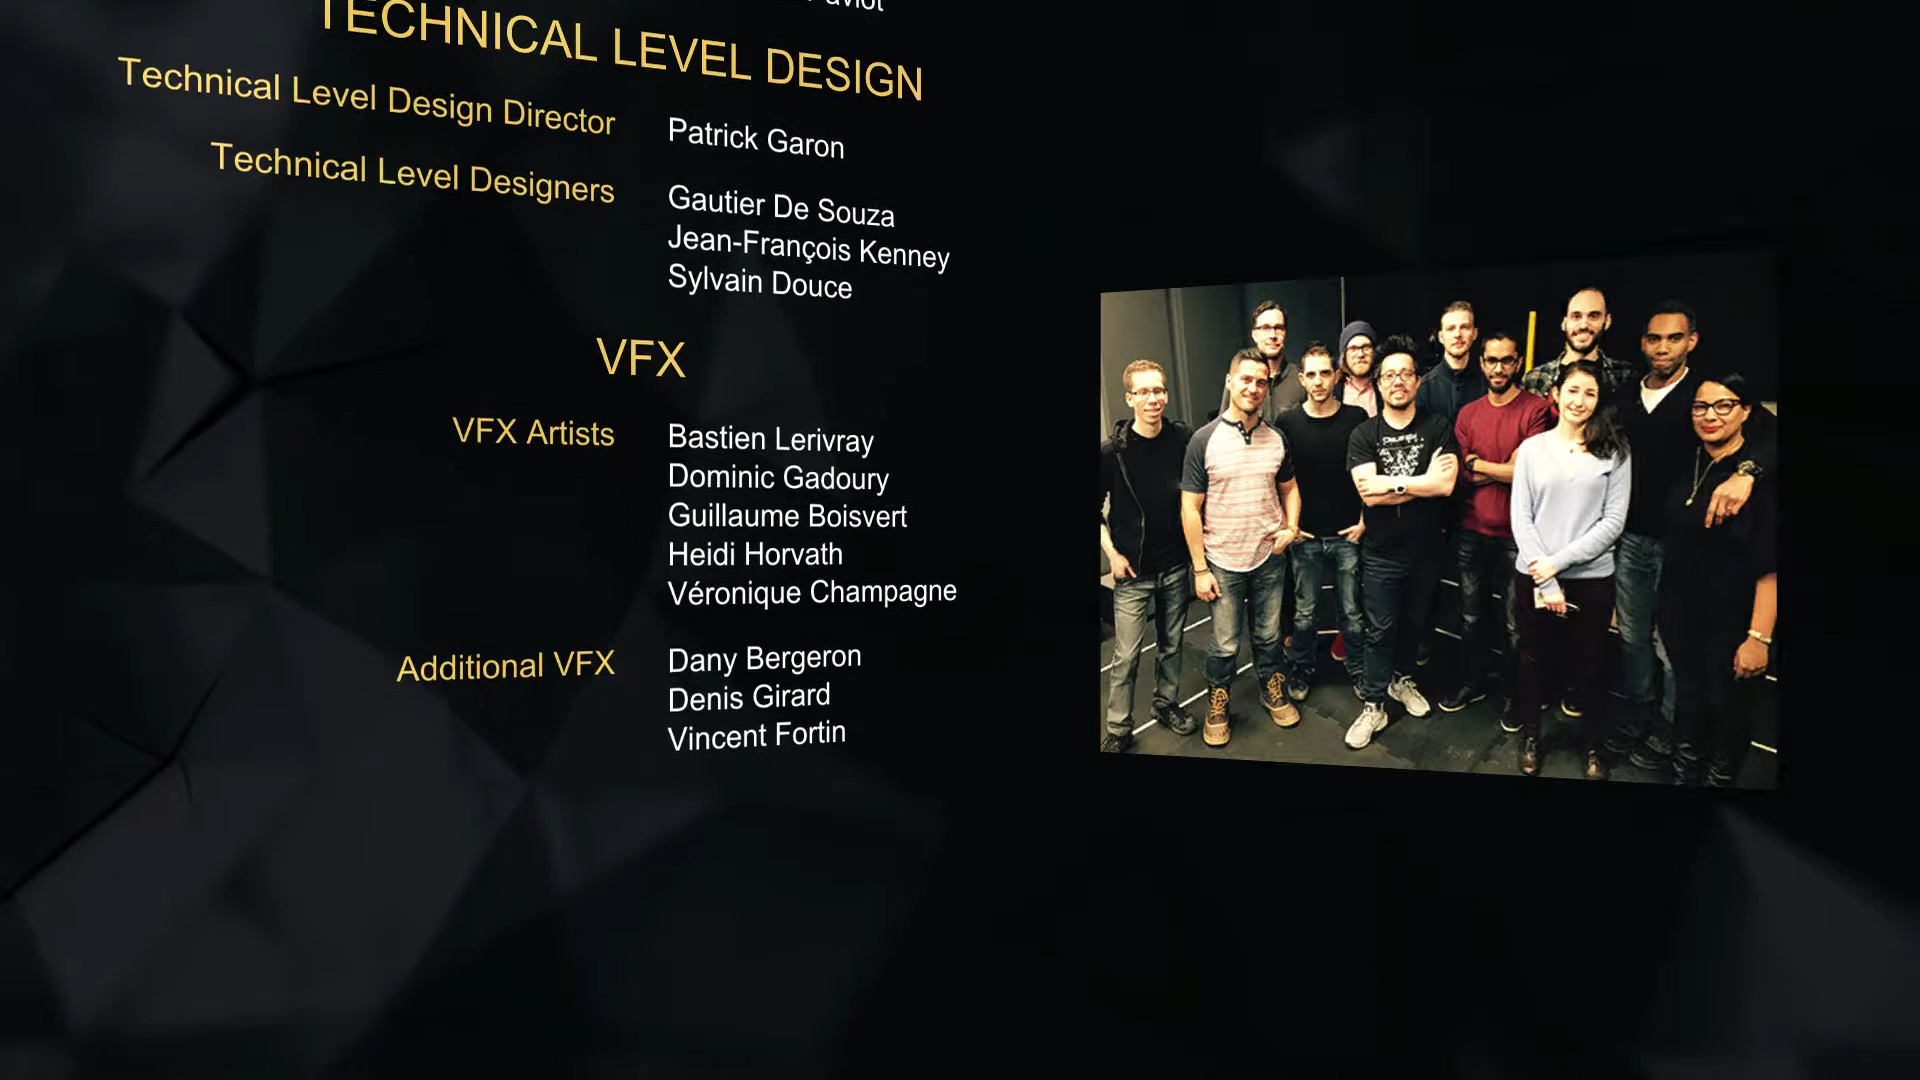 TECHNICAL LEVEL DESIGN
Technical Level Design Director
Patrick Garon
Technical Level Designers
Gautier De Souza
Jean-François Kenney
Sylvain Douce
VFX
VFX Artists
Bastien Lerivray
Dominic Gadoury
Guillaume Boisvert
Heidi Horvath
Véronique Champagne
Additional VFX
Dany Bergeron
Denis Girard
Vincent Fortin